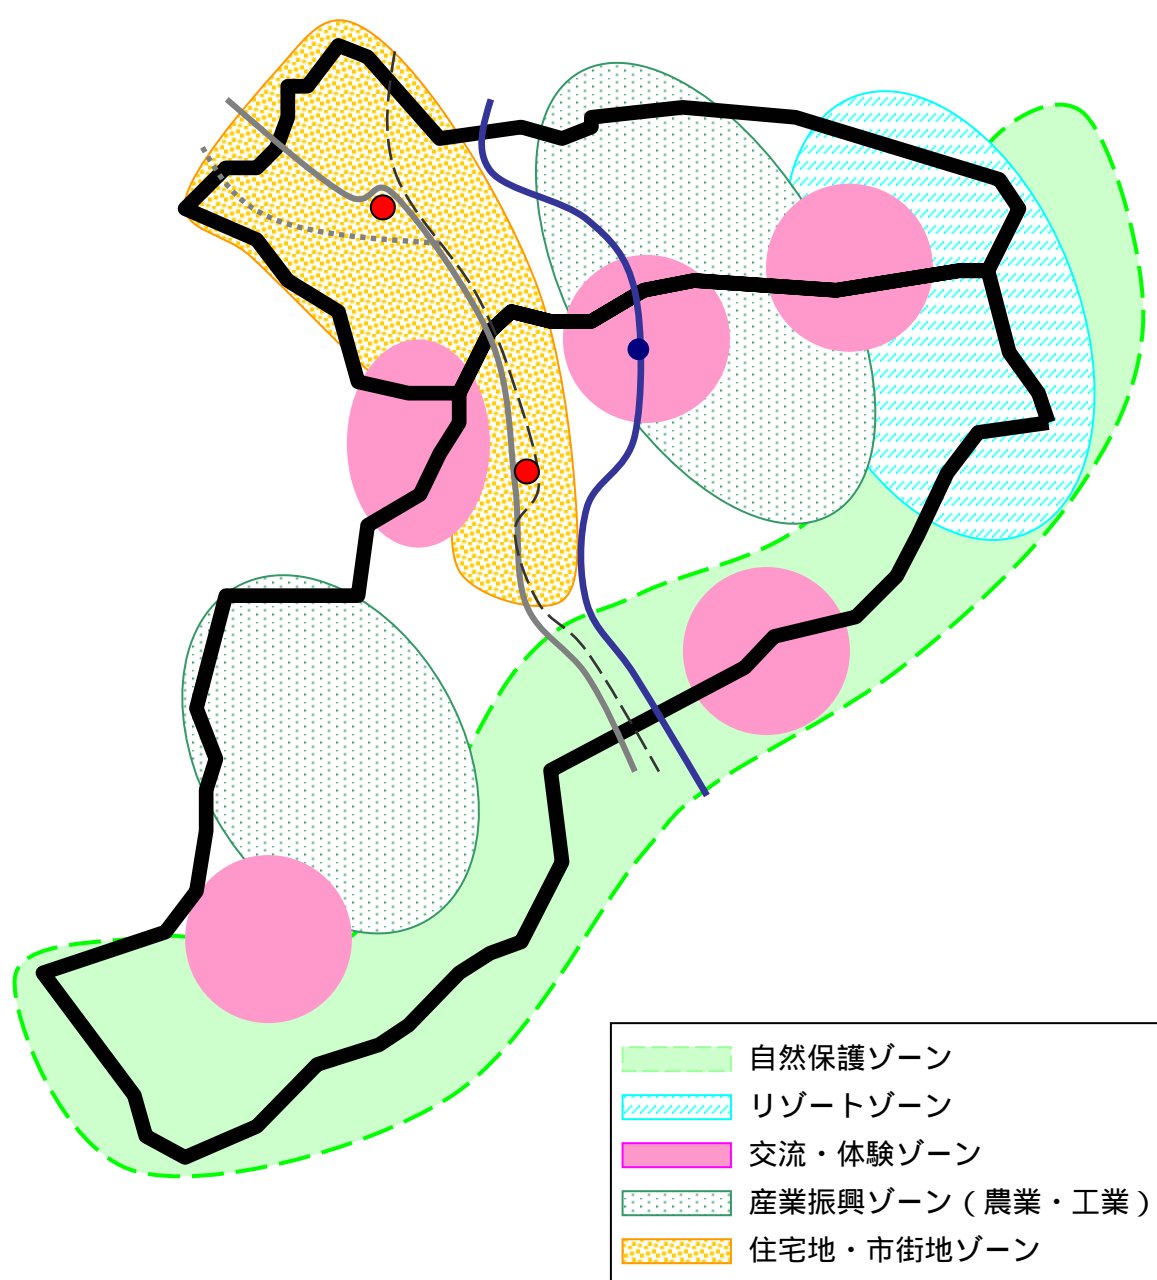 自然保護ゾーン
リゾートゾーン
交流・体験ゾーン
産業振興ゾーン（農業・工業）
住宅地・市街地ゾーン